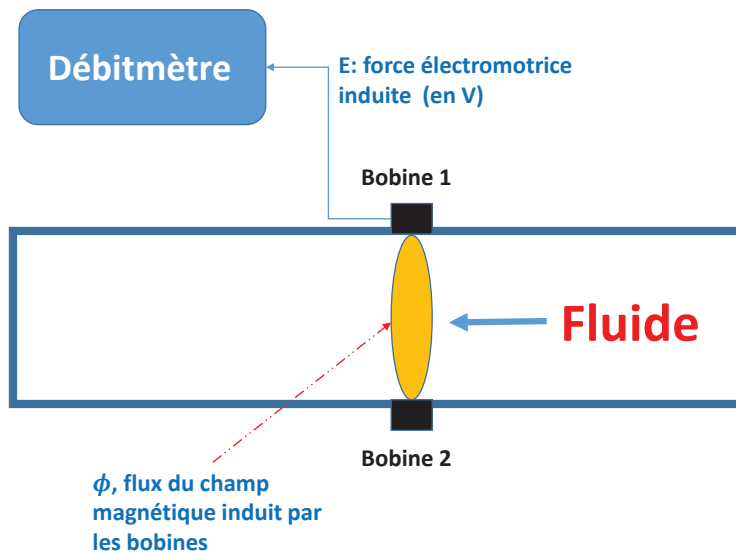 Débitmètre
E: force électromotrice
induite (en V)
Bobine 1
Fluide
Bobine 2
ϕ, flux du champ
magnétique induit par
les bobines